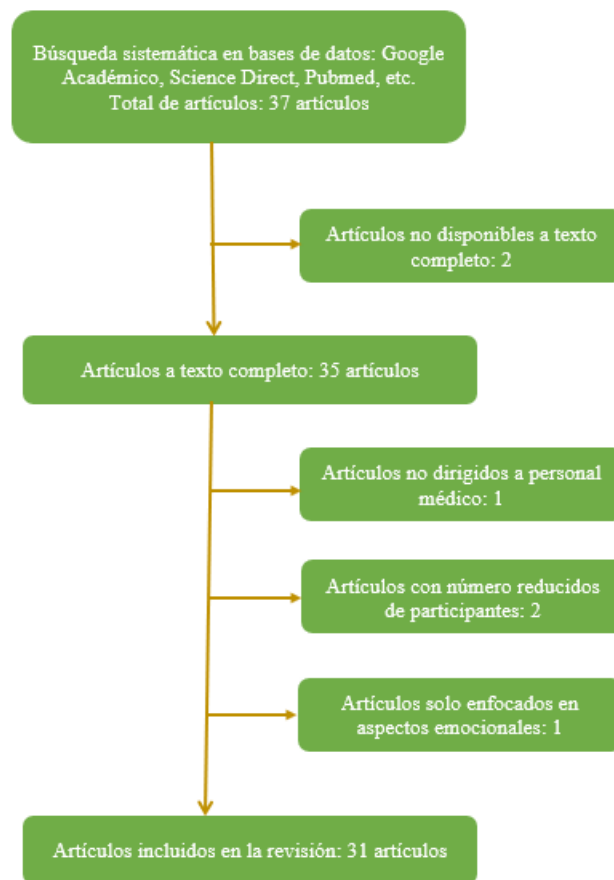 Búsqueda sistemática en bases de datos: Google
Académico, Science Direct, Pubmed, etc.
Total de artículos: 37 artículos
Artículos no disponibles a texto
completo: 2
Artículos a texto completo: 35 artículos
Artículos no dirigidos a personal
médico: 1
Artículos con número reducidos
de participantes: 2
Artículos solo enfocados en
aspectos emocionales: 1
Artículos incluidos en la revisión: 31 artículos